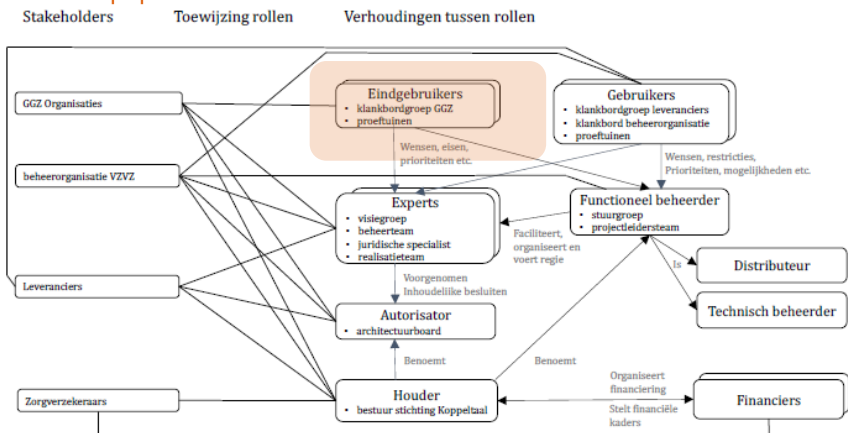 Stakeholders
Toewijzing rollen
Verhoudingen tussen rollen
GGZ Organisaties
beheerorganisatie VZVZ
Leveranciers
Zorgverzekeraars
Eindgebruikers
• klankbordgroep GGZ
• proeftuinen
Gebruikers
• klankbordgroep leveranciers
• klankbord beheerorganisatie
• proeftuinen
Wensen, eisen,
prioriteiten etc.
Wensen, restricties,
Prioriteiten, mogelijkheden etc.
Experts
• visiegroep
• beheerteam
• juridische specialist
• realisatieteam
Functioneel beheerder
• stuurgroep
• projectleidersteam
Faciliteert,
organiseert en
voert regie
Is
Distributeur
Technisch beheerder
Voorgenomen
Inhoudelijke besluiten
Autorisator
• architectuurboard
Benoemt
Benoemt
Houder
• bestuur stichting Koppeltaal
Organiseert
financiering
Stelt financiële
kaders
Financiers